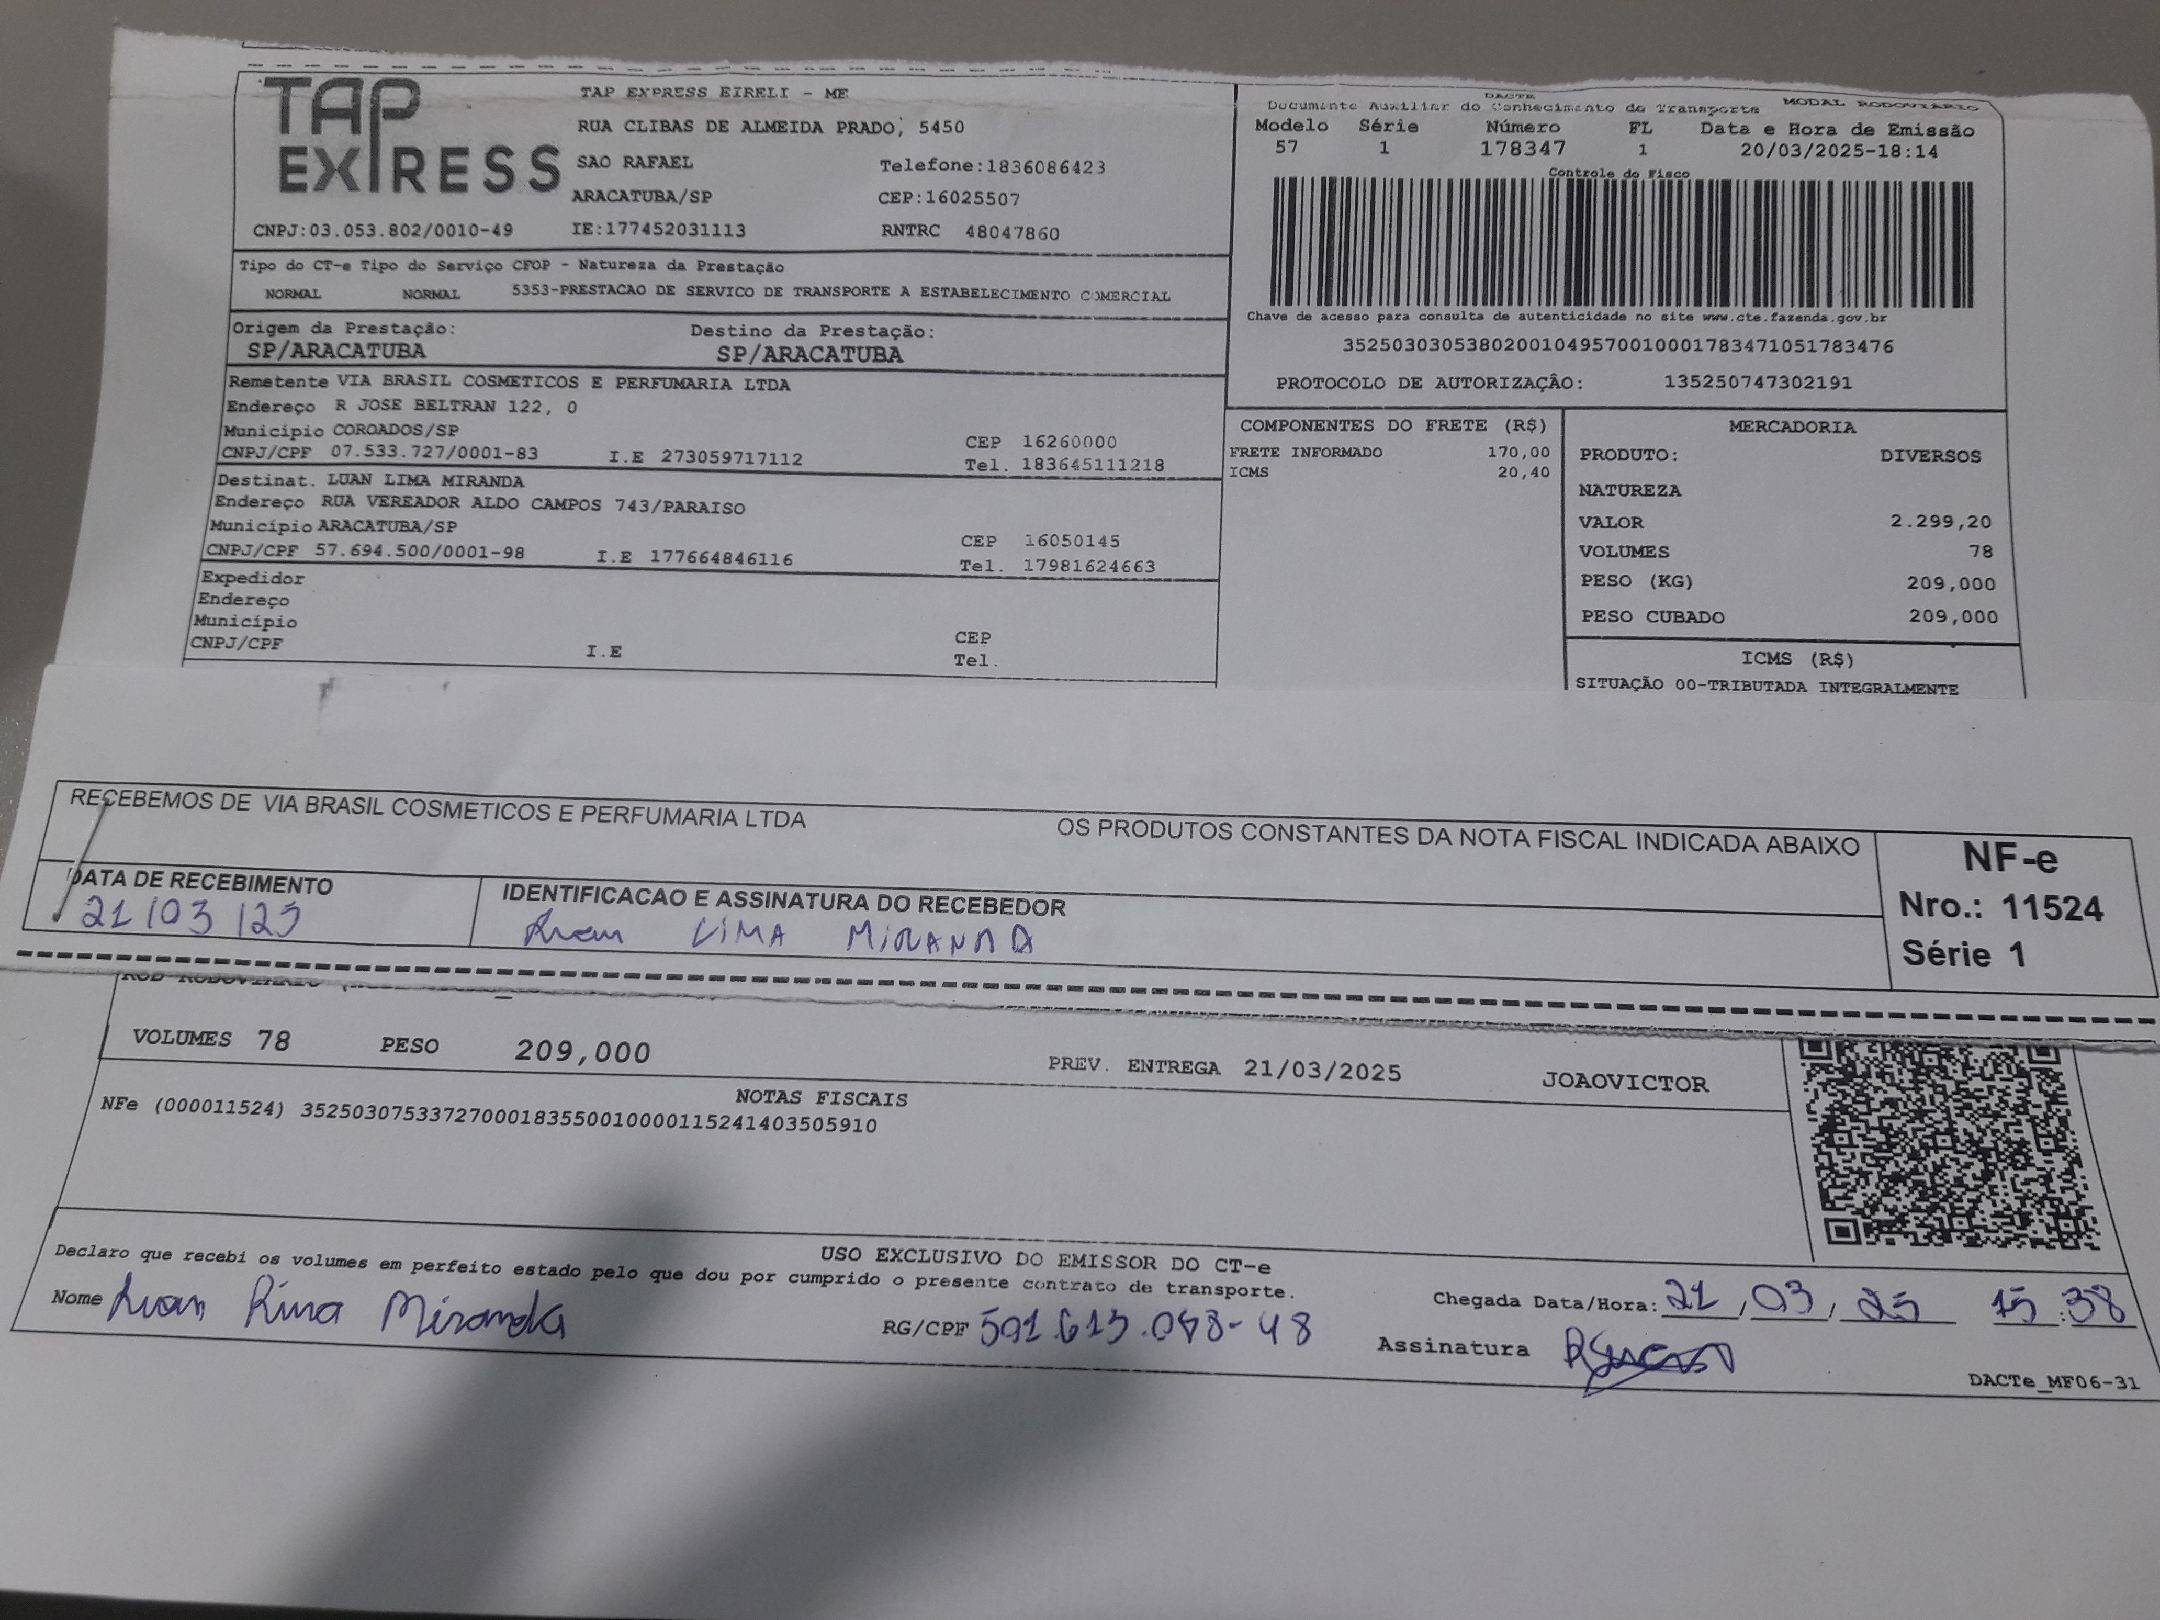 TAP EXPRESS
TAP EXPRESS EIRELI - ME
RUA CLIBAS DE ALMEIDA PRADO, 5450
SAO RAFAEL Telefone:1836086423
ARACATUBA/SP CEP:16025507
CNPJ:03.053.802/0010-49 IE:177452031113 RNTRC 48047860
DACTE
Documento Auxiliar do Conhecimento de Transporte MODAL RODOVIÁRIO
Modelo Série Número FL Data e Hora de Emissão
57 1 178347 1 20/03/2025-18:14
Controle do Fisco
Chave de acesso para consulta de autenticidade no site www.cte.fazenda.gov.br
35250303053802001049570010001783471051783476
PROTOCOLO DE AUTORIZAÇÃO: 135250747302191
Tipo do CT-e Tipo do Serviço CFOP - Natureza da Prestação
NORMAL NORMAL 5353-PRESTACAO DE SERVICO DE TRANSPORTE A ESTABELECIMENTO COMERCIAL
Origem da Prestação: Destino da Prestação:
SP/ARACATUBA SP/ARACATUBA
Remetente VIA BRASIL COSMETICOS E PERFUMARIA LTDA
Endereço R JOSE BELTRAN 122, 0
Município COROADOS/SP CEP 16260000
CNPJ/CPF 07.533.727/0001-83 I.E 273059717112 Tel. 183645111218
Destinat. LUAN LIMA MIRANDA
Endereço RUA VEREADOR ALDO CAMPOS 743/PARAISO
Município ARACATUBA/SP CEP 16050145
CNPJ/CPF 57.694.500/0001-98 I.E 177664846116 Tel. 17981624663
Expedidor
Endereço
Município CEP
CNPJ/CPF I.E Tel.
COMPONENTES DO FRETE (R$)
FRETE INFORMADO 170,00
ICMS 20,40
MERCADORIA
PRODUTO: DIVERSOS
NATUREZA
VALOR 2.299,20
VOLUMES 78
PESO (KG) 209,000
PESO CUBADO 209,000
ICMS (R$)
SITUAÇÃO 00-TRIBUTADA INTEGRALMENTE
RECEBEMOS DE VIA BRASIL COSMETICOS E PERFUMARIA LTDA OS PRODUTOS CONSTANTES DA NOTA FISCAL INDICADA ABAIXO
DATA DE RECEBIMENTO IDENTIFICACAO E ASSINATURA DO RECEBEDOR
21/03/25 Luan LIMA MIRANDA
NF-e
Nro.: 11524
Série 1
VOLUMES 78 PESO 209,000 PREV. ENTREGA 21/03/2025 JOAOVICTOR
NOTAS FISCAIS
NFe (000011524) 35250307533727000183550010000115241403505910
USO EXCLUSIVO DO EMISSOR DO CT-e
Declaro que recebi os volumes em perfeito estado pelo que dou por cumprido o presente contrato de transporte.
Nome Luan Lima Miranda RG/CPF 501.613.048-48 Chegada Data/Hora: 21/03/25 15:38
Assinatura
DACTe_MF06-31